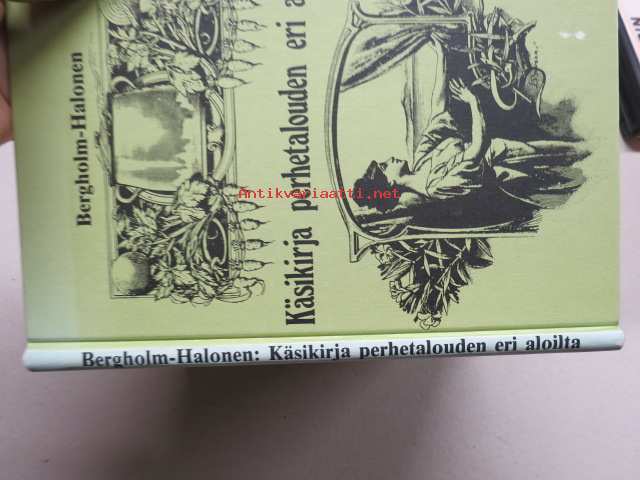 Bergholm-Halonen
Käsikirja perhetalouden eri a
Antikvariaatti.net
Bergholm-Halonen: Käsikirja perhetalouden eri aloilta